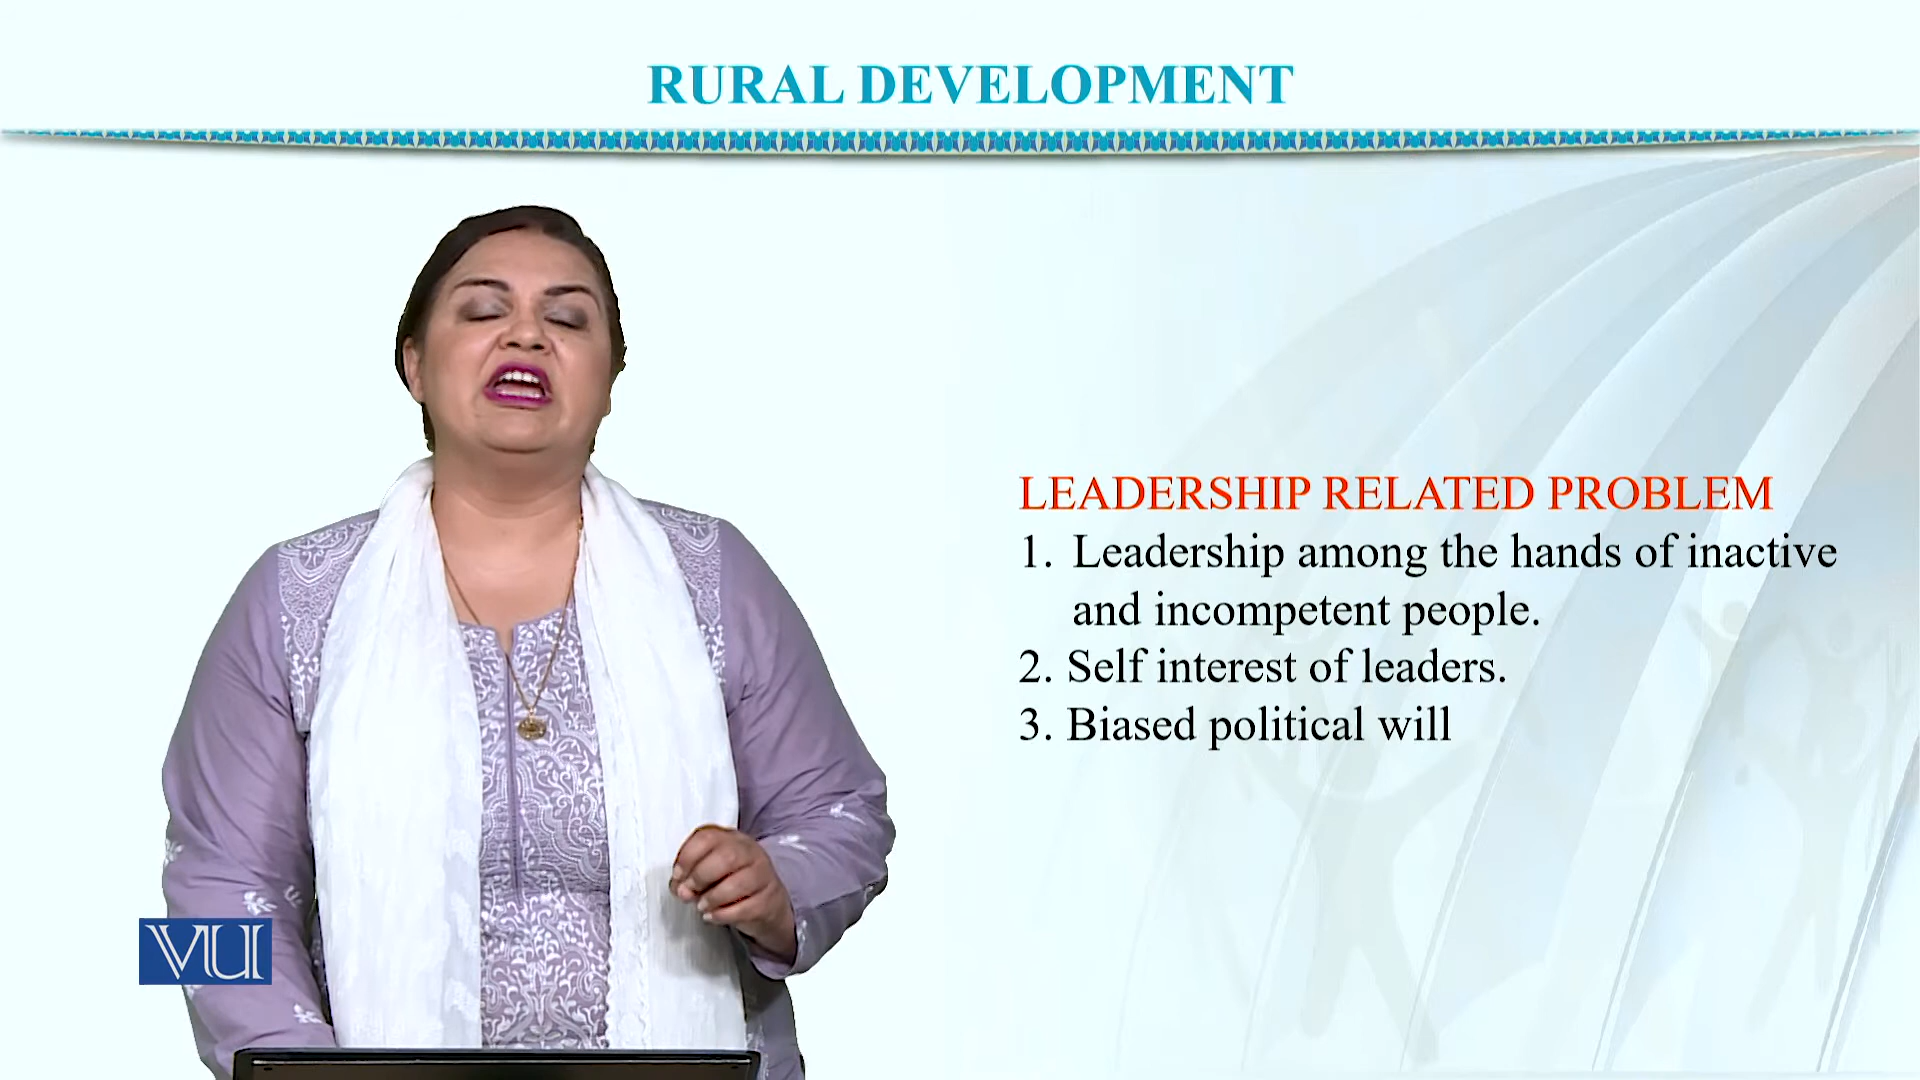 RURAL DEVELOPMENT
LEADERSHIP RELATED PROBLEM
1. Leadership among the hands of inactive
and incompetent people.
2. Self interest of leaders.
3. Biased political will
VU